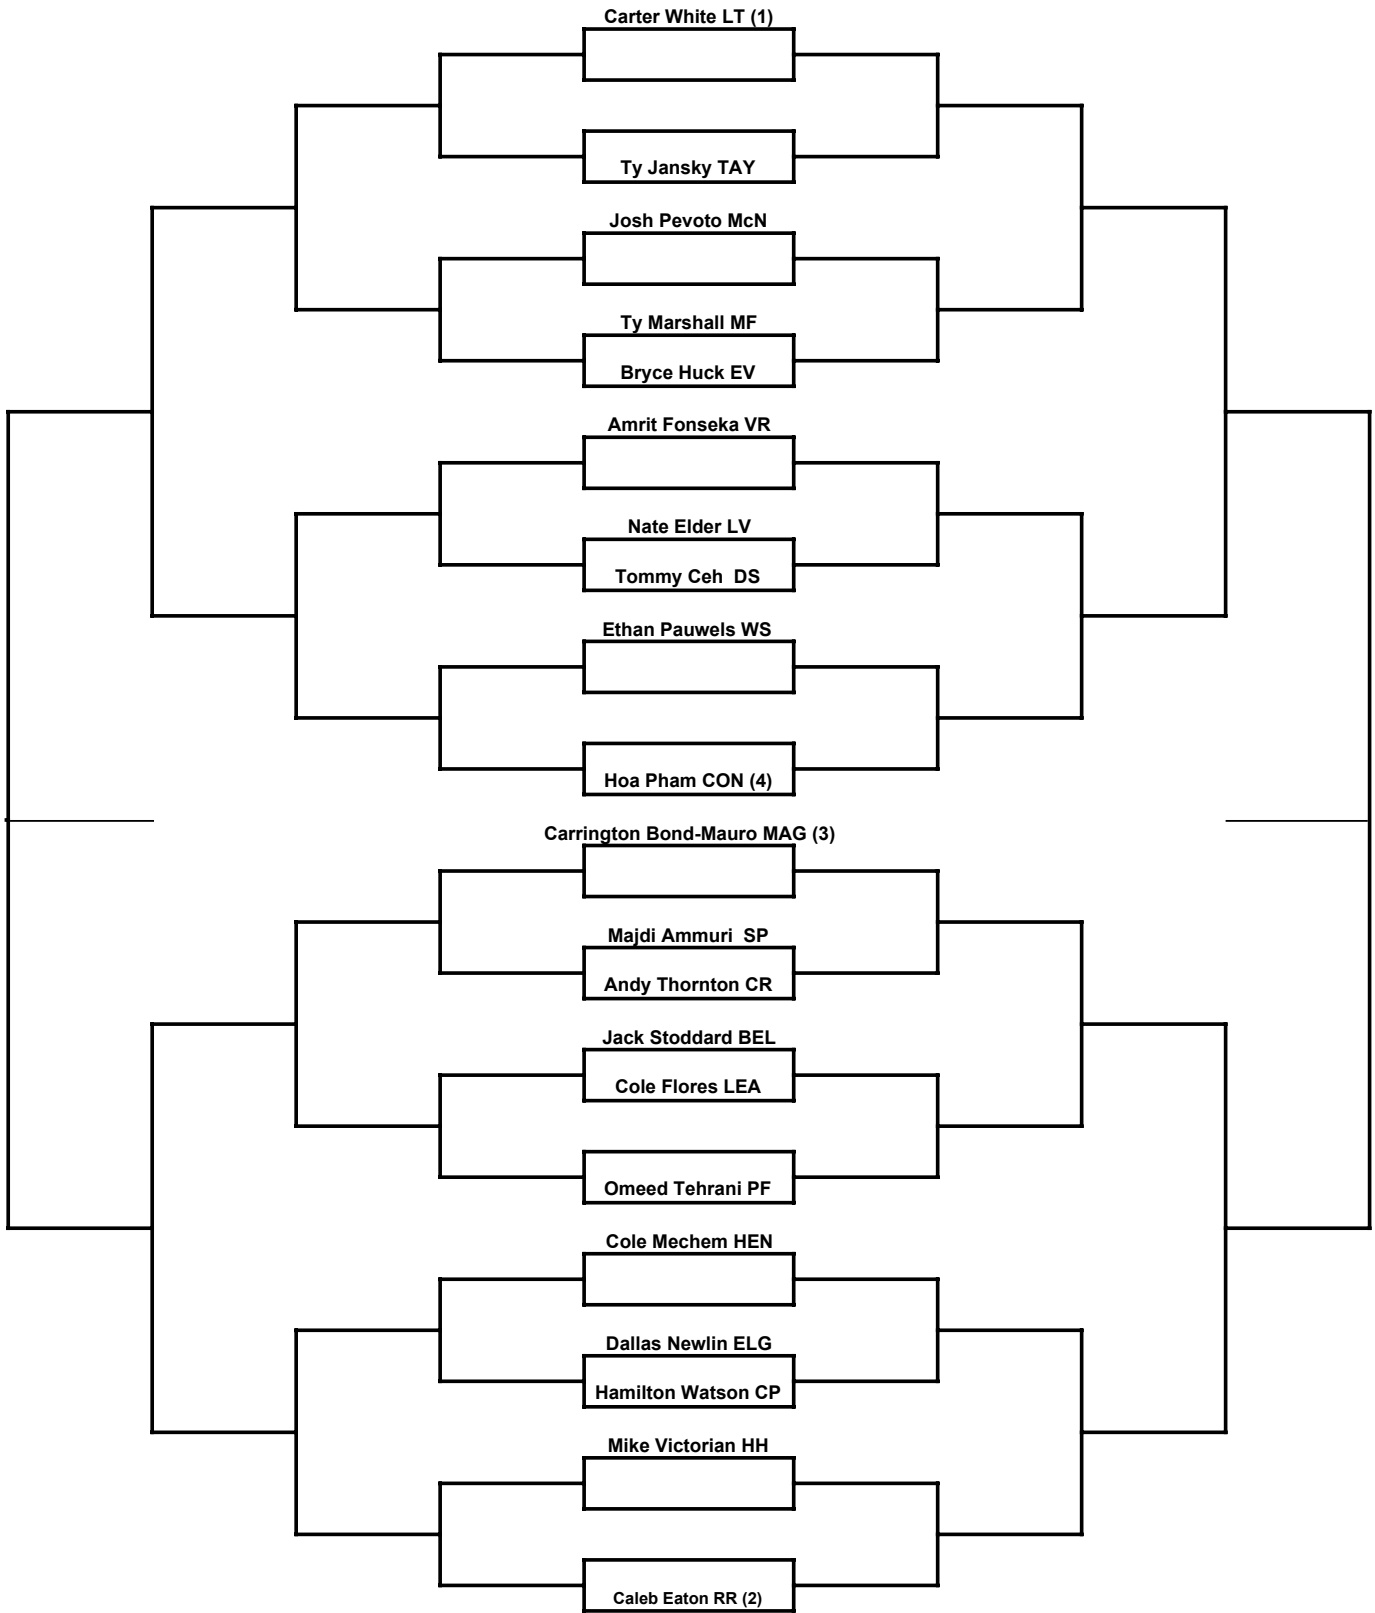 Carter White LT (1)
Ty Jansky TAY
Josh Pevoto McN
Ty Marshall MF
Bryce Huck EV
Amrit Fonseka VR
Nate Elder LV
Tommy Ceh  DS
Ethan Pauwels WS
Hoa Pham CON (4)
Carrington Bond-Mauro MAG (3)
Majdi Ammuri  SP
Andy Thornton CR
Jack Stoddard BEL
Cole Flores LEA
Omeed Tehrani PF
Cole Mechem HEN
Dallas Newlin ELG
Hamilton Watson CP
Mike Victorian HH
Caleb Eaton RR (2)